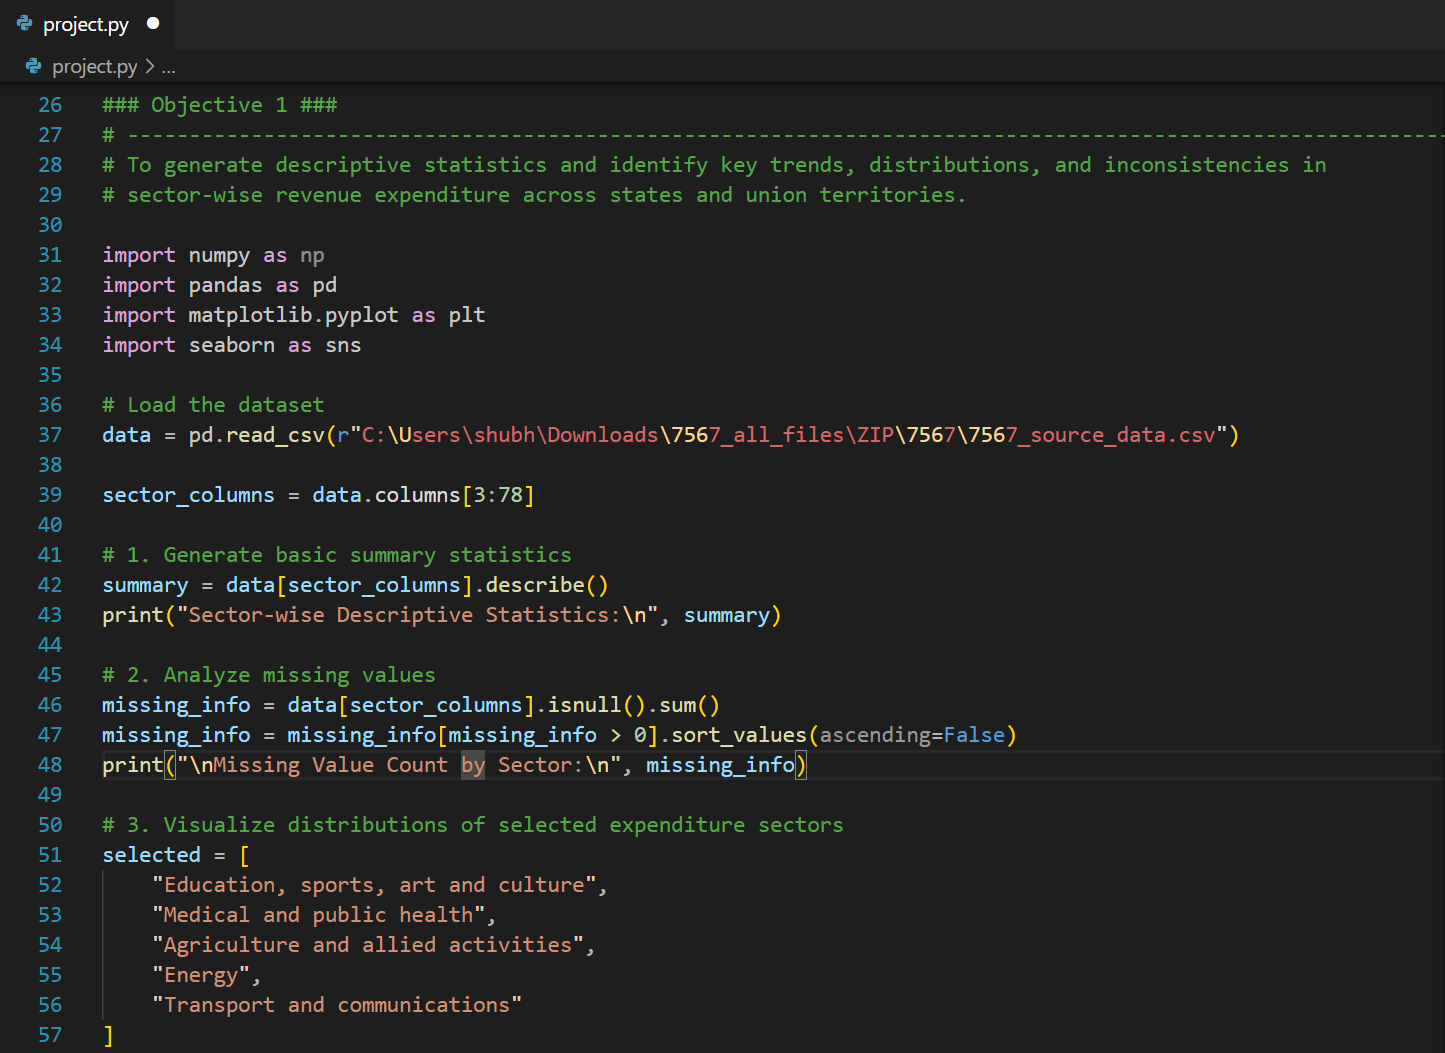 project.py
project.py > ...
26 ### Objective 1 ###
27 # -----------------------------------------------------------------------------------------------------------
28 # To generate descriptive statistics and identify key trends, distributions, and inconsistencies in
29 # sector-wise revenue expenditure across states and union territories.
30
31 import numpy as np
32 import pandas as pd
33 import matplotlib.pyplot as plt
34 import seaborn as sns
35
36 # Load the dataset
37 data = pd.read_csv(r"C:\Users\shubh\Downloads\7567_all_files\ZIP\7567\7567_source_data.csv")
38
39 sector_columns = data.columns[3:78]
40
41 # 1. Generate basic summary statistics
42 summary = data[sector_columns].describe()
43 print("Sector-wise Descriptive Statistics:\n", summary)
44
45 # 2. Analyze missing values
46 missing_info = data[sector_columns].isnull().sum()
47 missing_info = missing_info[missing_info > 0].sort_values(ascending=False)
48 print("\nMissing Value Count by Sector:\n", missing_info)
49
50 # 3. Visualize distributions of selected expenditure sectors
51 selected = [
52     "Education, sports, art and culture",
53     "Medical and public health",
54     "Agriculture and allied activities",
55     "Energy",
56     "Transport and communications"
57 ]